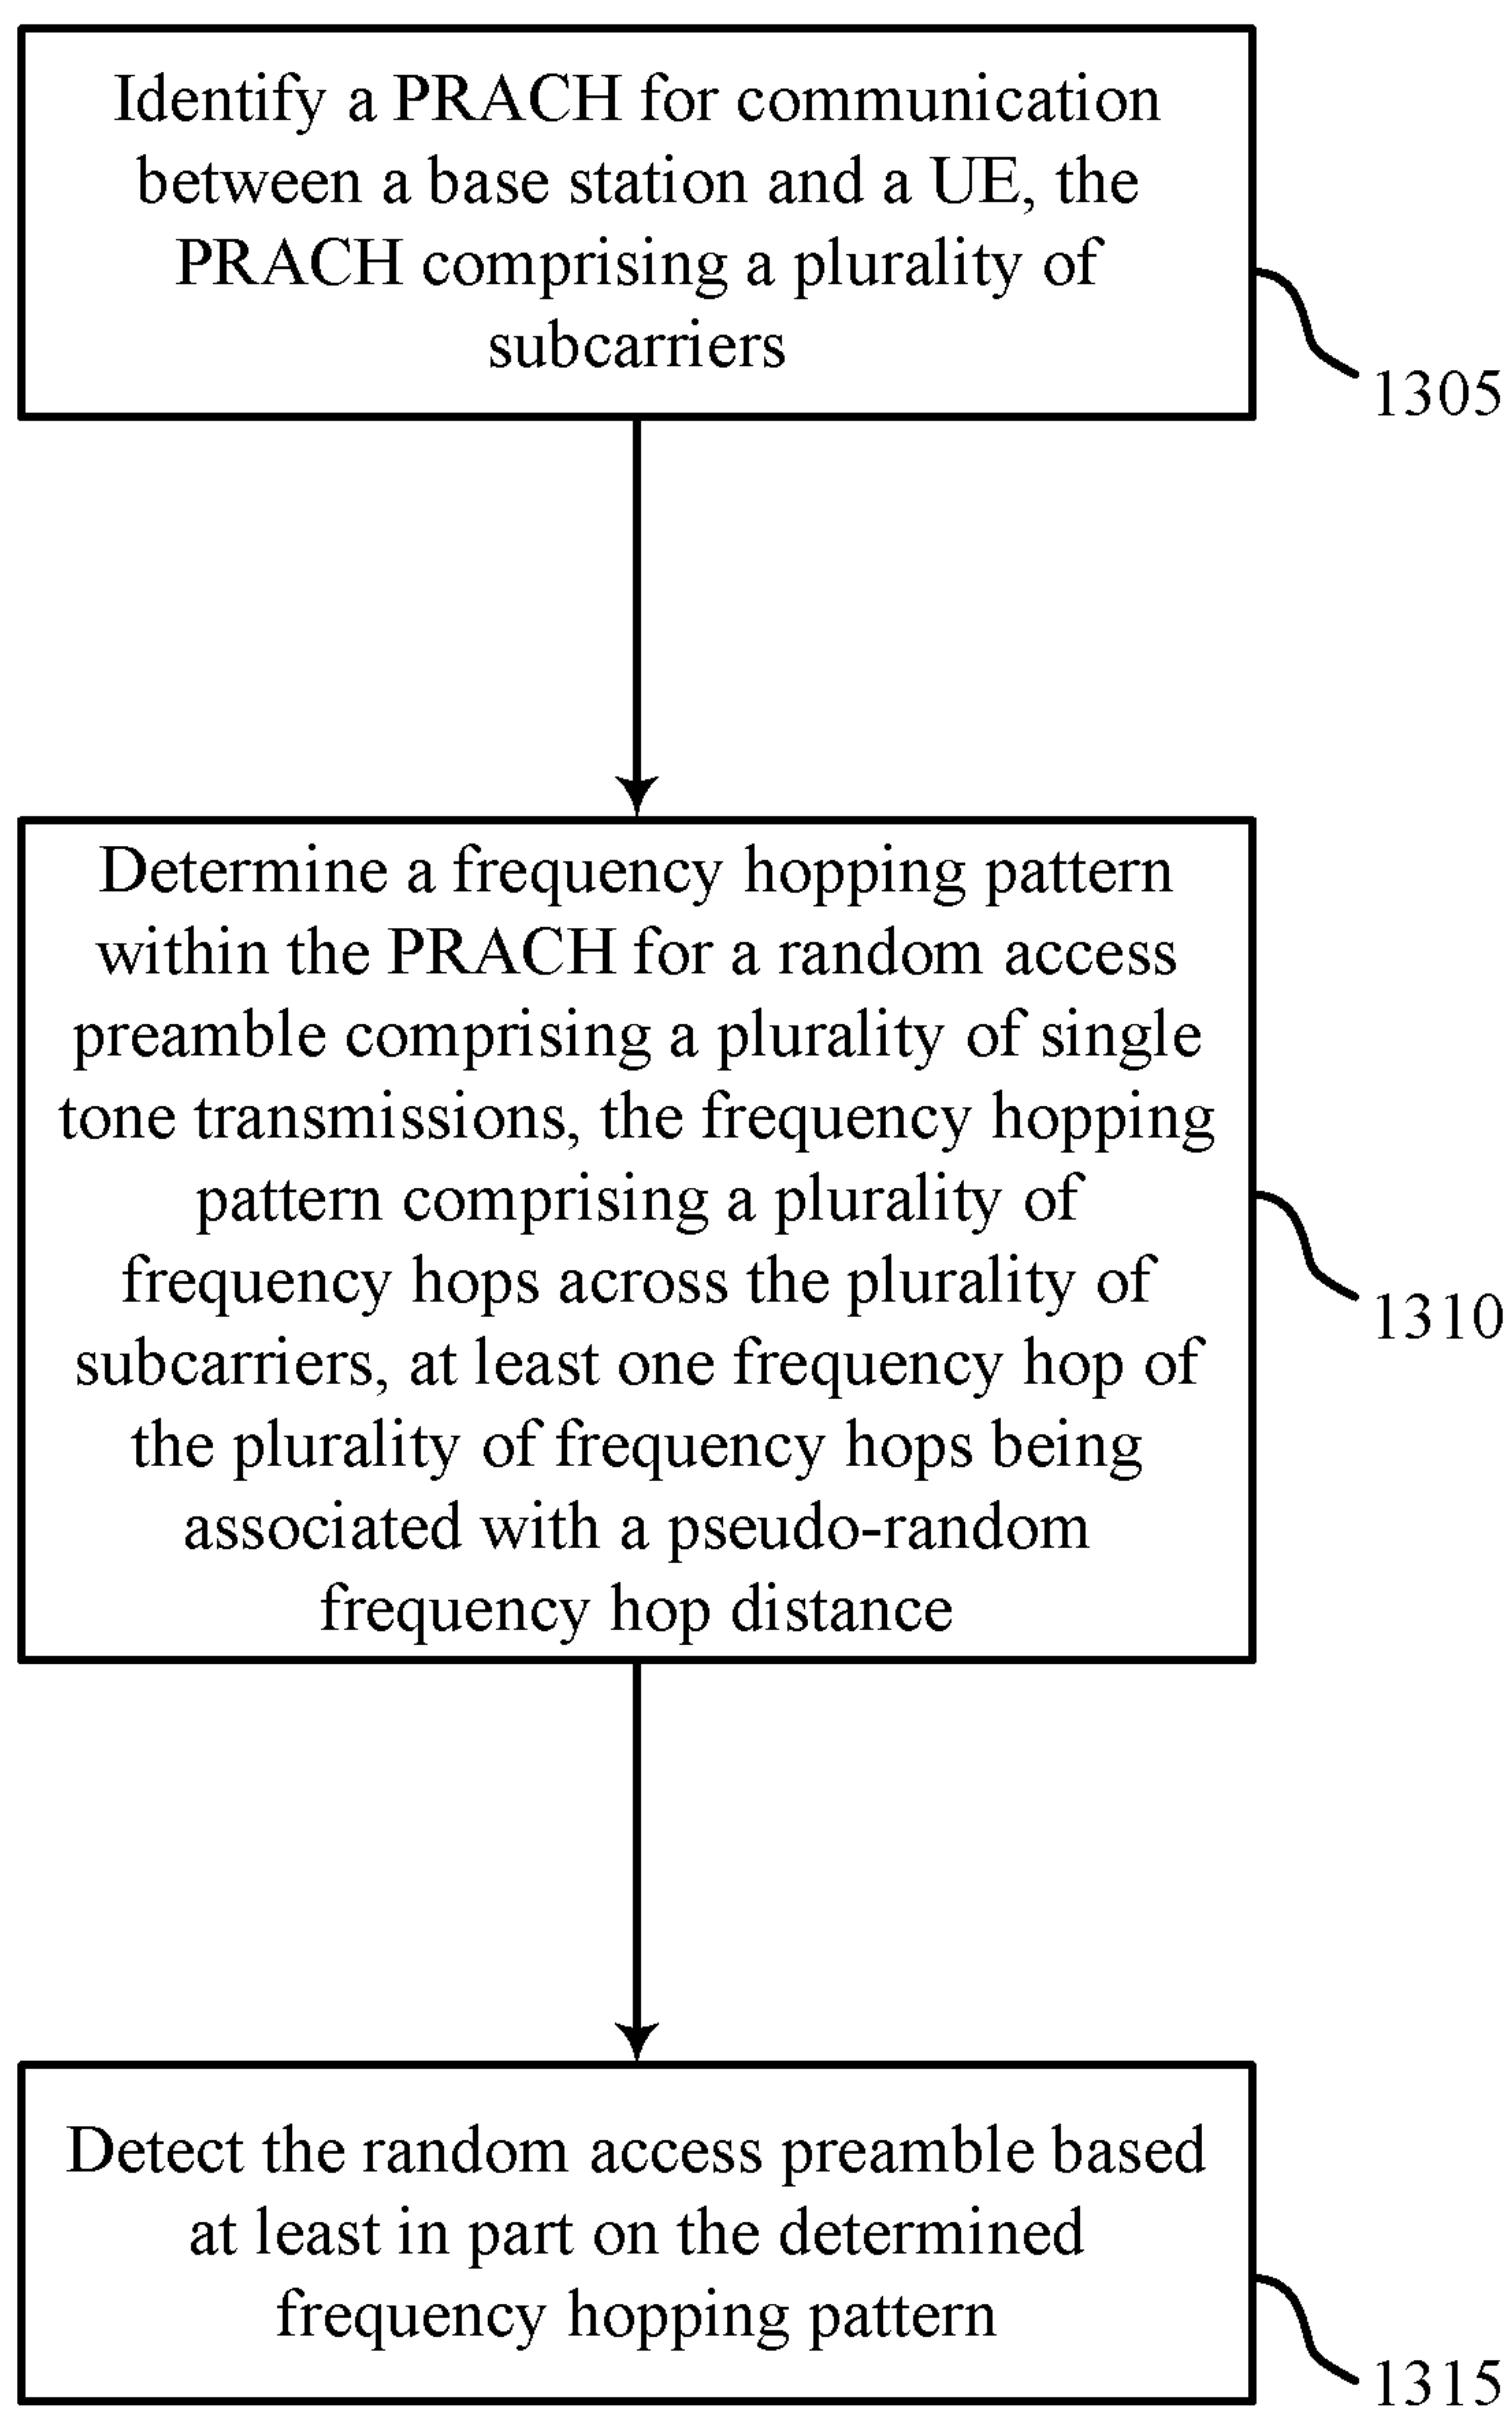 Identify a PRACH for communication
between a base station and a UE, the
PRACH comprising a plurality of
subcarriers
1305
Determine a frequency hopping pattern
within the PRACH for a random access
preamble comprising a plurality of single
tone transmissions, the frequency hopping
pattern comprising a plurality of
frequency hops across the plurality of
subcarriers, at least one frequency hop of
the plurality of frequency hops being
associated with a pseudo-random
frequency hop distance
1310
Detect the random access preamble based
at least in part on the determined
frequency hopping pattern
1315